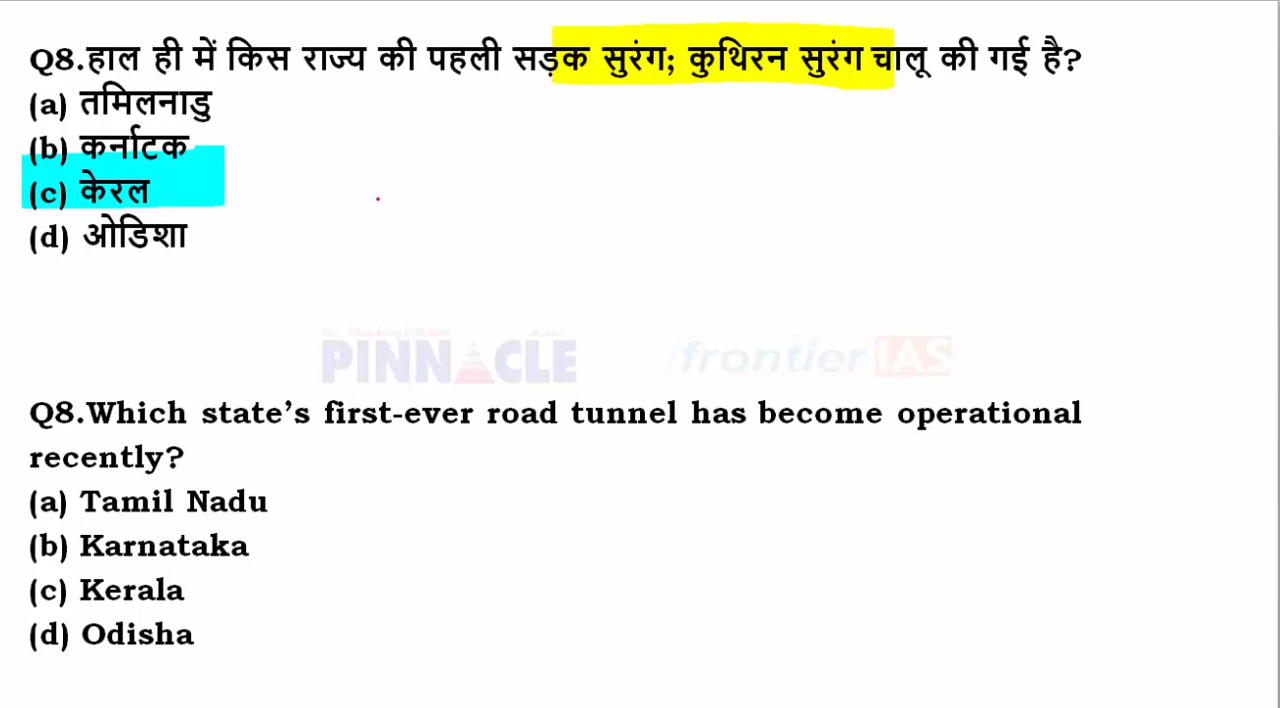 Q8.हाल ही में किस राज्य की पहली सड़क सुरंग; कुथिरन सुरंग चालू की गई है?
(a) तमिलनाडु
(b) कर्नाटक
(c) केरल
(d) ओडिशा
PINNACLE frontier IAS
Q8.Which state’s first-ever road tunnel has become operational
recently?
(a) Tamil Nadu
(b) Karnataka
(c) Kerala
(d) Odisha